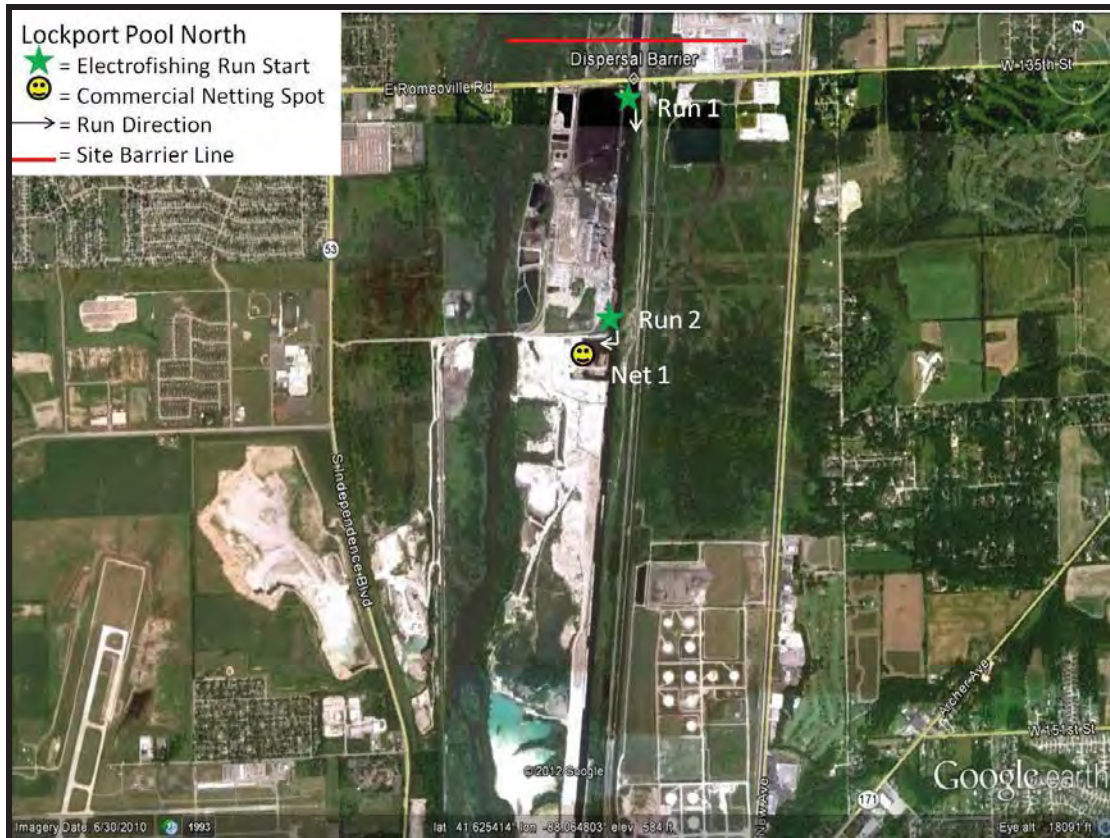 Lockport Pool North
= Electrofishing Run Start
= Commercial Netting Spot
= Run Direction
= Site Barrier Line
N
Dispersal Barrier
W 135th St
E Romeoville Rd
Run 1
53
Run 2
Net 1
S Independence Blvd
Archer Ave
W 151st St
© 2012 Google
Google earth
New Ave
171
Imagery Date 6/30/2010
1993
lat 41.625414° lon -88.064803° elev 584 ft
Eye alt 18091 ft